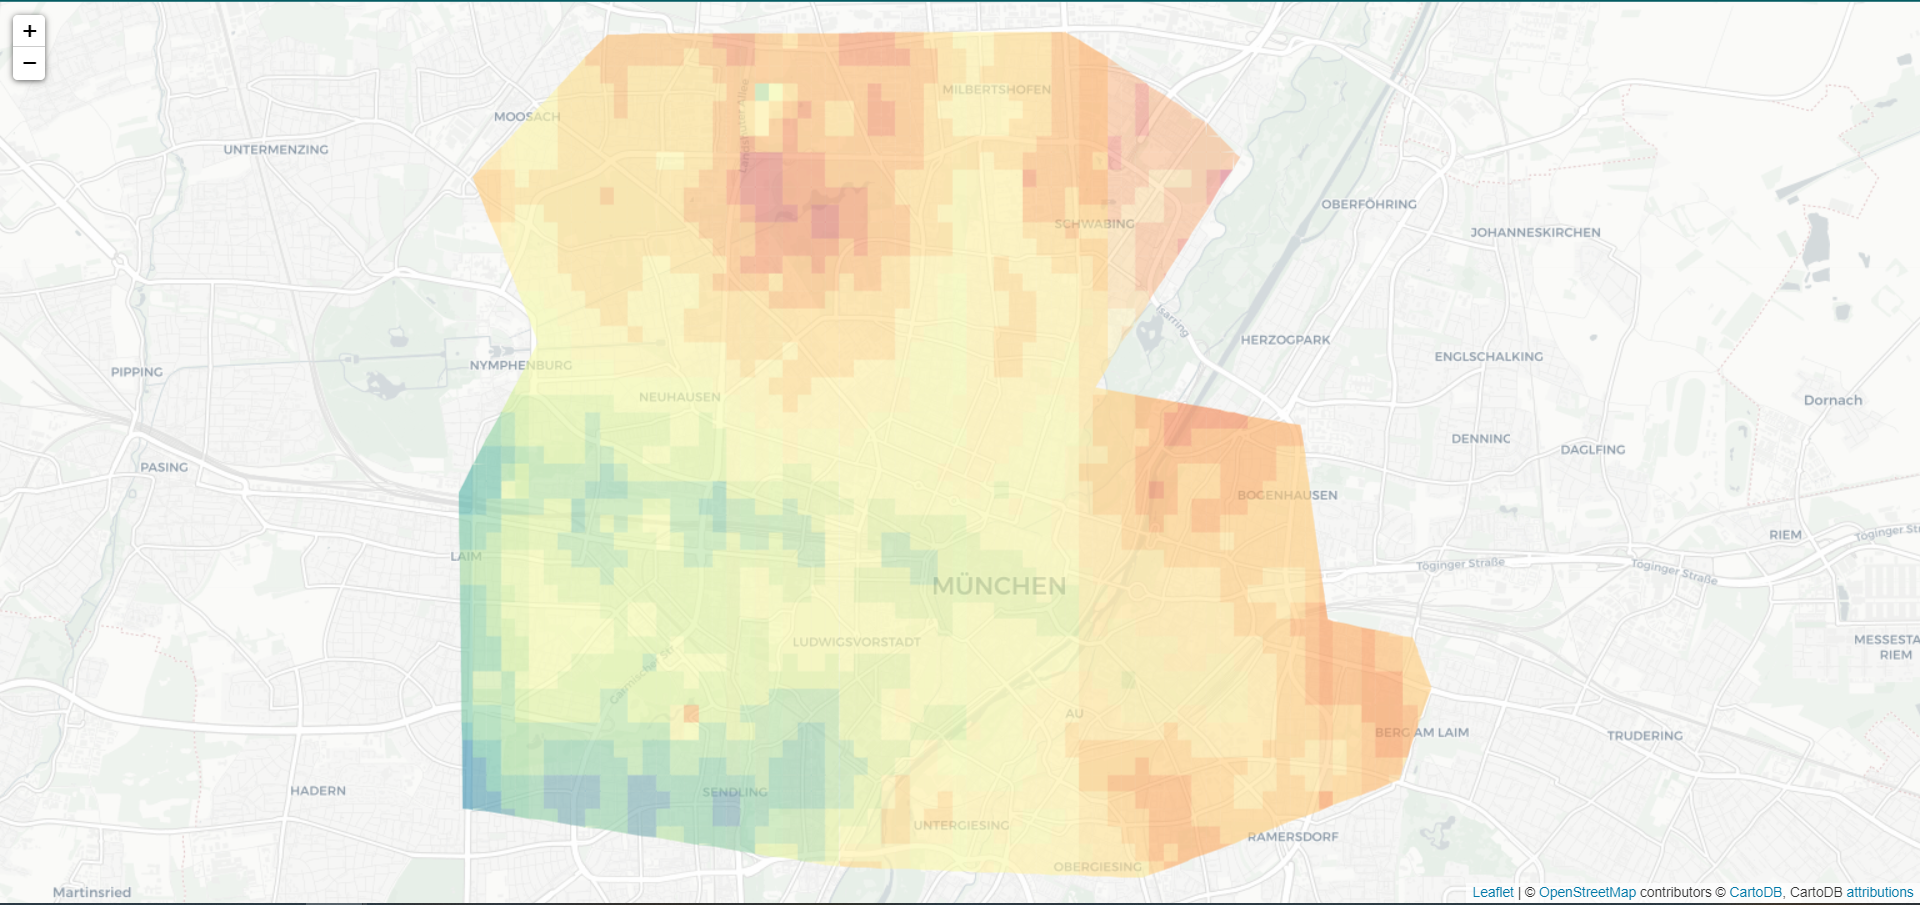 +
−
MILBERTSHOFEN
MOOSACH
UNTERMENZING
OBERFÖHRING
SCHWABING
JOHANNESKIRCHEN
Isarring
HERZOGPARK
ENGLSCHALKING
NYMPHENBURG
PIPPING
NEUHAUSEN
Dornach
DENNINC
DAGLFING
PASING
BOGENHAUSEN
RIEM
Töginger Str
LAIM
Töginger Straße
Töginger Straße
MÜNCHEN
LUDWIGSVORSTADT
MESSESTA
RIEM
AU
BERG AM LAIM
TRUDERING
HADERN
SENDLING
UNTERGIESING
RAMERSDORF
OBERGIESING
Martinsried
Leaflet | © OpenStreetMap contributors © CartoDB, CartoDB attributions